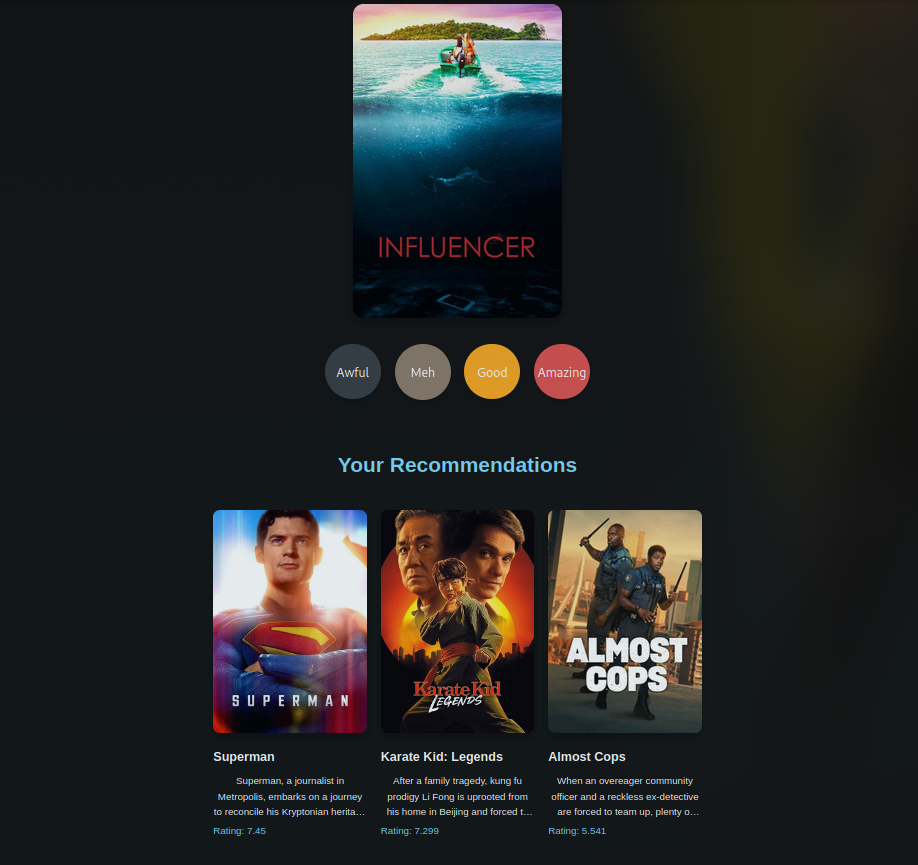 INFLUENCER
Awful
Meh
Good
Amazing
Your Recommendations
SUPERMAN
Karate Kid
LEGENDS
ALMOST
COPS
Superman
Superman, a journalist in
Metropolis, embarks on a journey
to reconcile his Kryptonian herita...
Rating: 7.45
Karate Kid: Legends
After a family tragedy, kung fu
prodigy Li Fong is uprooted from
his home in Beijing and forced t...
Rating: 7.299
Almost Cops
When an overeager community
officer and a reckless ex-detective
are forced to team up, plenty o...
Rating: 5.541